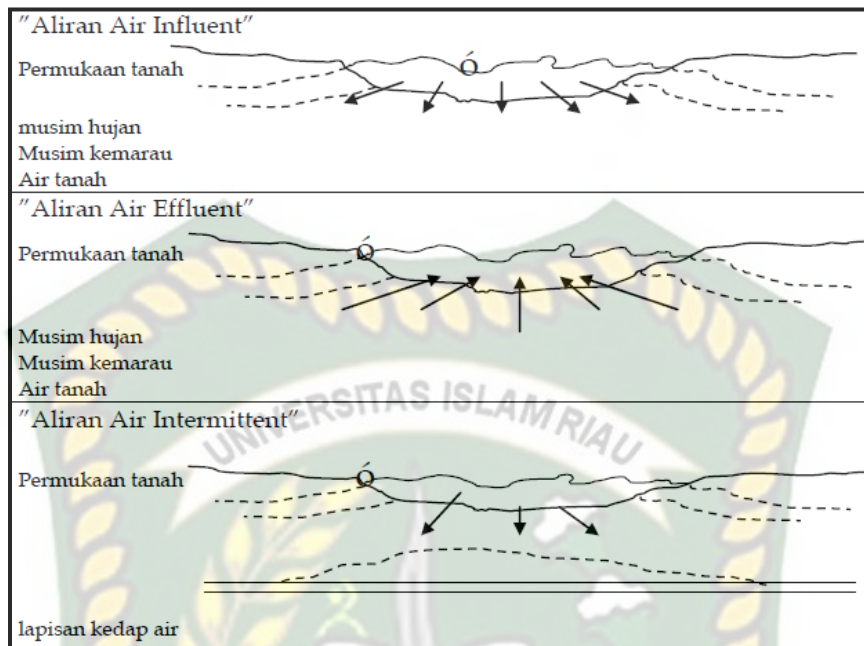 "Aliran Air Influent"
Ó
Permukaan tanah
musim hujan
Musim kemarau
Air tanah
"Aliran Air Effluent"
Ó
Permukaan tanah
Musim hujan
Musim kemarau
Air tanah
UNIVERSITAS ISLAM RIAU
"Aliran Air Intermittent"
Ó
Permukaan tanah
lapisan kedap air